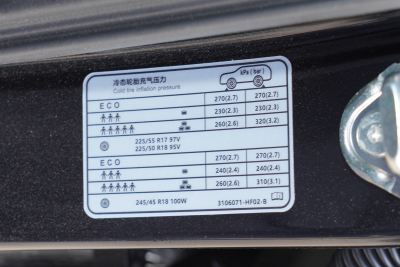 冷态轮胎充气压力
Cold tire inflation pressure
kPa ( bar )
ECO 270(2.7) 270(2.7)
230(2.3) 230(2.3)
260(2.6) 320(3.2)
225/55 R17 97V
225/50 R18 95V
ECO 270(2.7) 270(2.7)
240(2.4) 240(2.4)
260(2.6) 310(3.1)
245/45 R18 100W 3106071-HF02-B